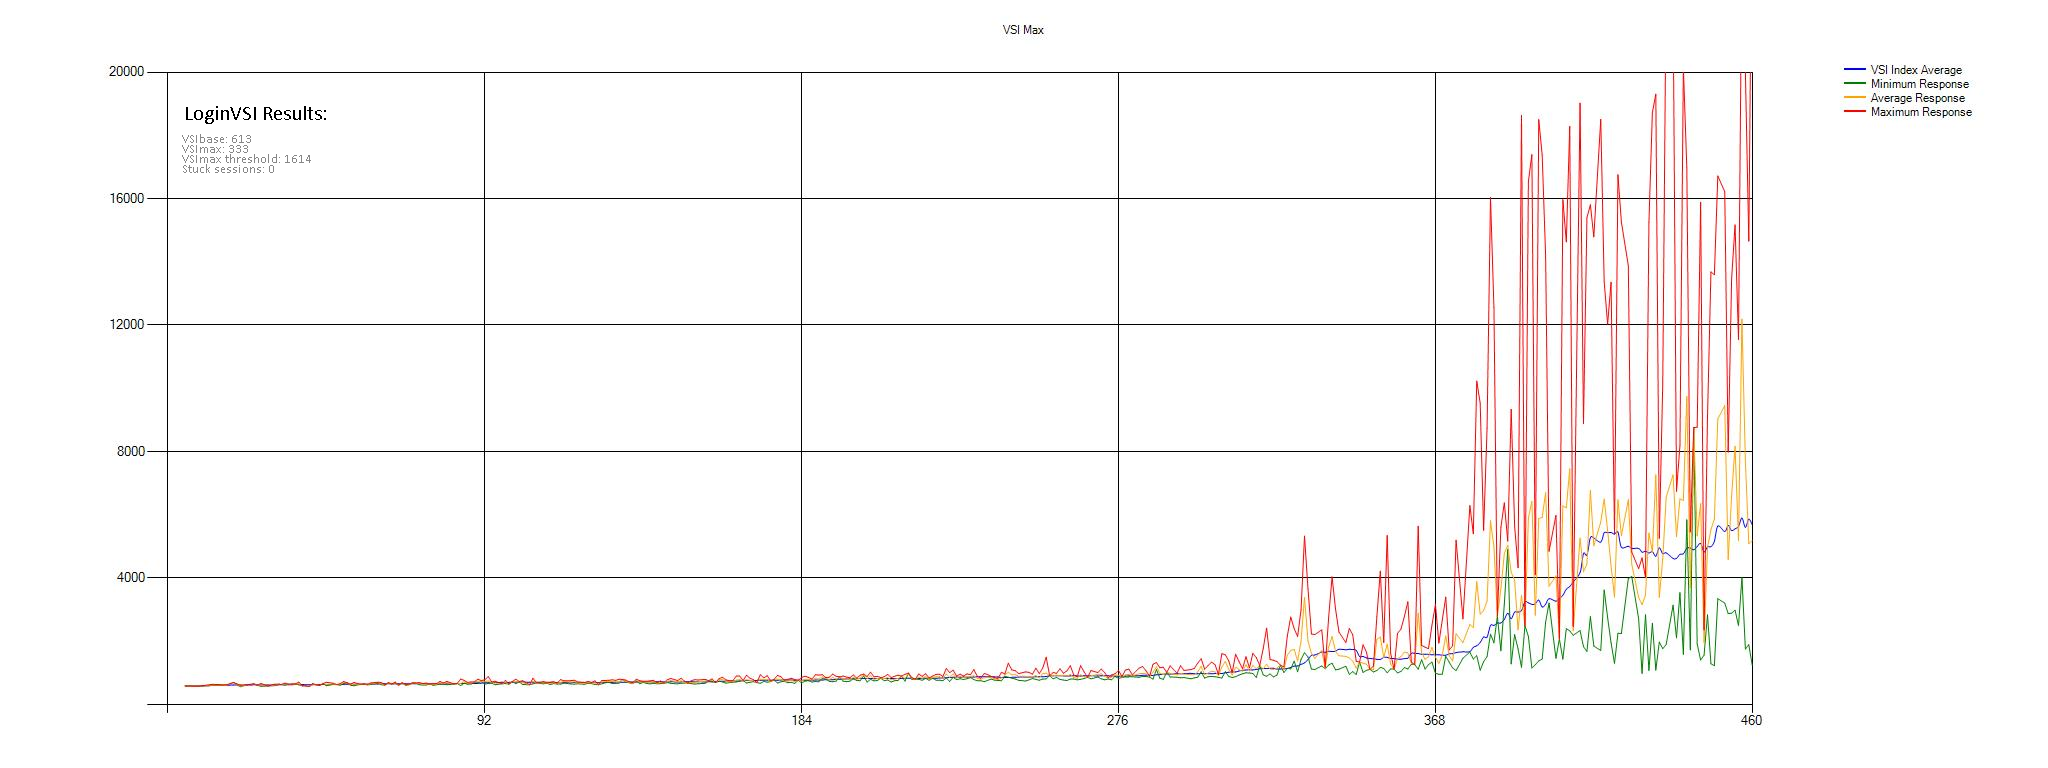 VSI Max
20000
16000
12000
8000
4000
LoginVSI Results:
VSIbase: 613
VSImax: 333
VSImax threshold: 1614
Stuck sessions: 0
VSI Index Average
Minimum Response
Average Response
Maximum Response
92
184
276
368
460